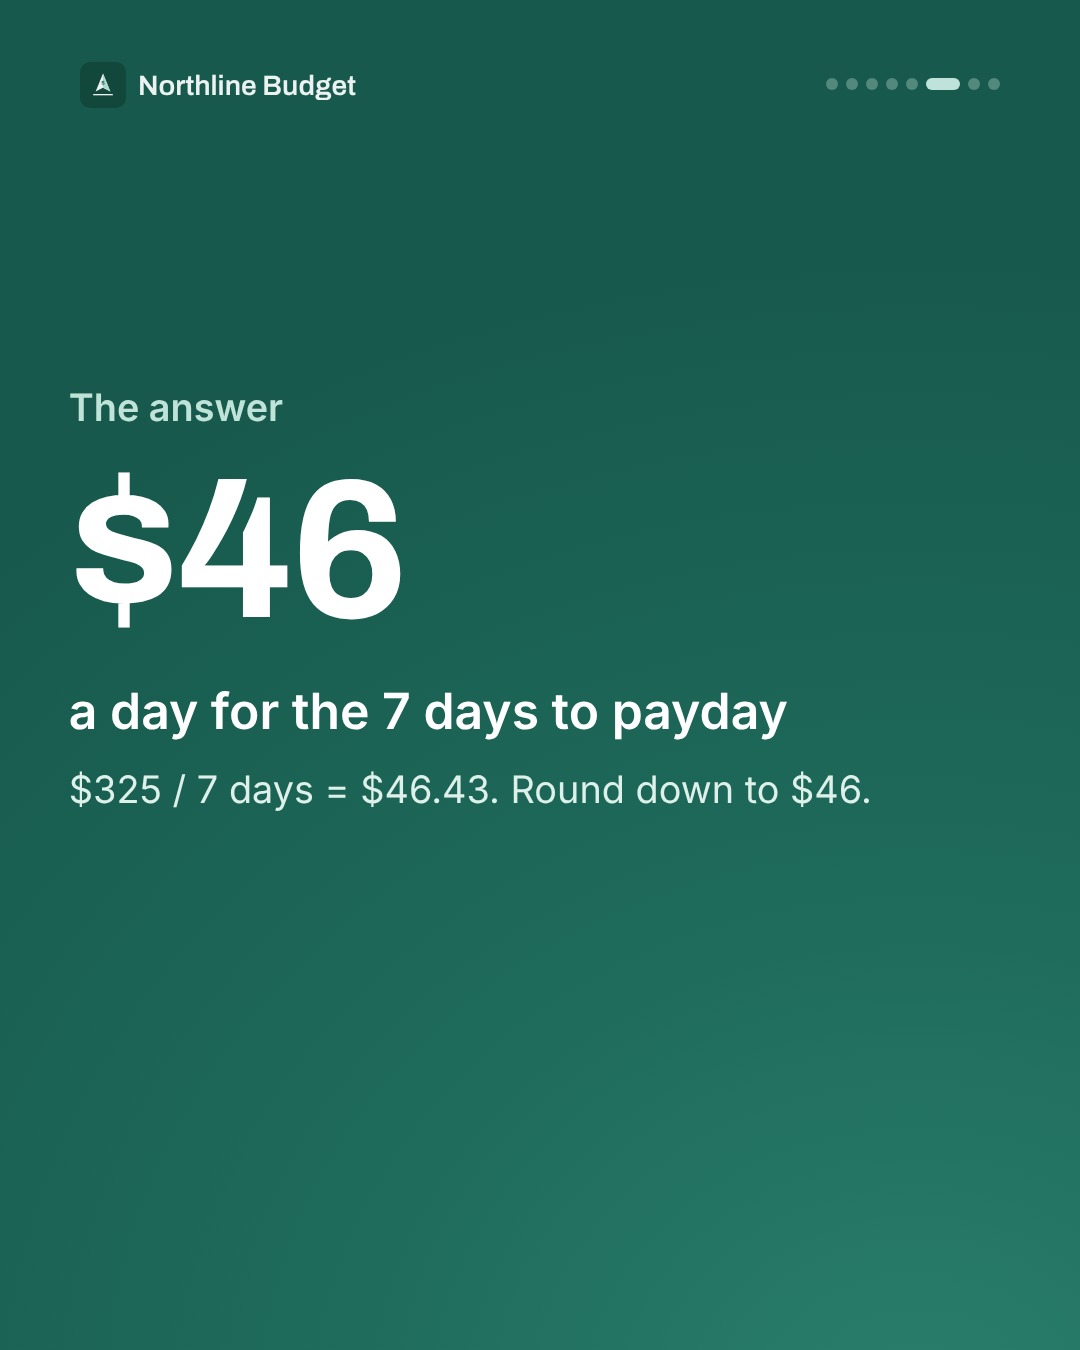 Northline Budget
The answer
$46
a day for the 7 days to payday
$325 / 7 days = $46.43. Round down to $46.